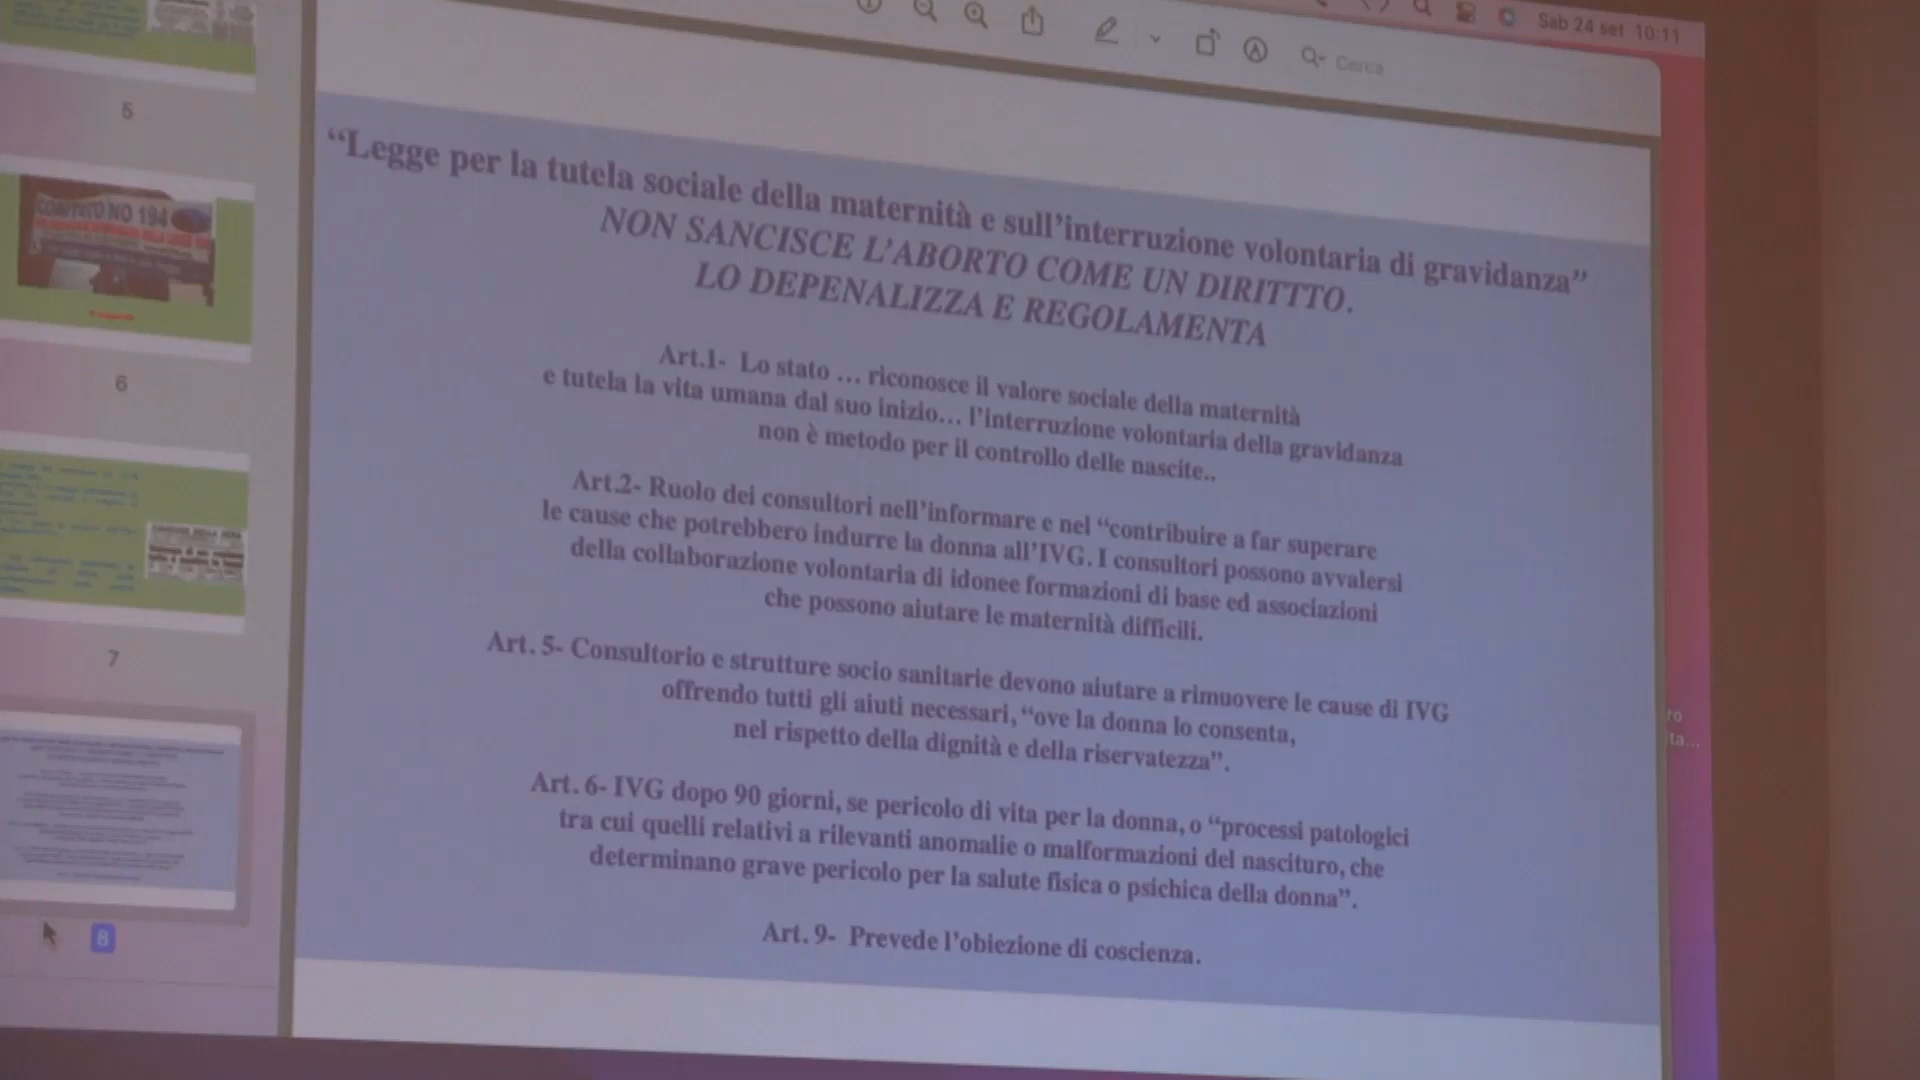 Sab 24 set 10:11
Cerca
5
COMITATO NO 194
6
7
8
“Legge per la tutela sociale della maternità e sull’interruzione volontaria di gravidanza”
NON SANCISCE L’ABORTO COME UN DIRITTTO.
LO DEPENALIZZA E REGOLAMENTA
Art.1- Lo stato ... riconosce il valore sociale della maternità
e tutela la vita umana dal suo inizio... l’interruzione volontaria della gravidanza
non è metodo per il controllo delle nascite..
Art.2- Ruolo dei consultori nell’informare e nel “contribuire a far superare
le cause che potrebbero indurre la donna all’IVG. I consultori possono avvalersi
della collaborazione volontaria di idonee formazioni di base ed associazioni
che possono aiutare le maternità difficili.
Art. 5- Consultorio e strutture socio sanitarie devono aiutare a rimuovere le cause di IVG
offrendo tutti gli aiuti necessari, “ove la donna lo consenta,
nel rispetto della dignità e della riservatezza”.
Art. 6- IVG dopo 90 giorni, se pericolo di vita per la donna, o “processi patologici
tra cui quelli relativi a rilevanti anomalie o malformazioni del nascituro, che
determinano grave pericolo per la salute fisica o psichica della donna”.
Art. 9- Prevede l’obiezione di coscienza.
ro
ta...